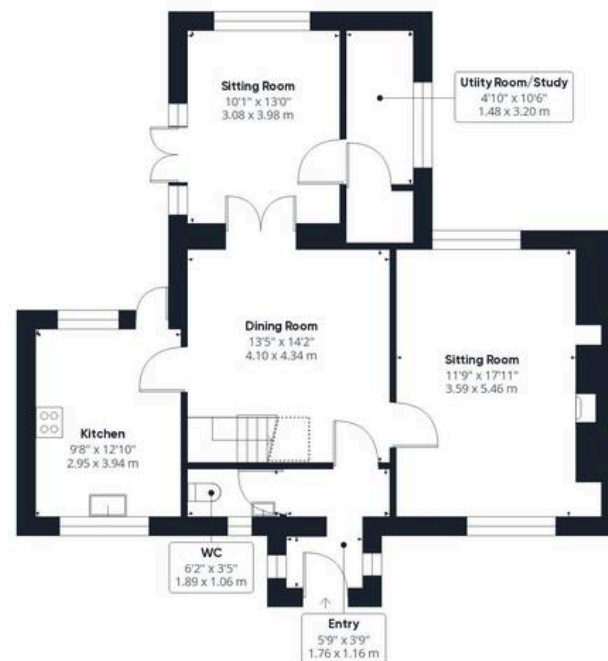 Sitting Room
10'1" x 13'0"
3.08 x 3.98 m
Utiity Room/Study
4'10" x 10'6"
1.48 x 3.20 m
Dining Room
13'5" x 14'2"
4.10 x 4.34 m
Sitting Room
11'9" x 17'11"
3.59 x 5.46 m
Kitchen
9'8" x 12'10"
2.95 x 3.94 m
WC
6'2" x 3'5"
1.89 x 1.06 m
Entry
5'9" x 3'9"
1.76 x 1.16 m